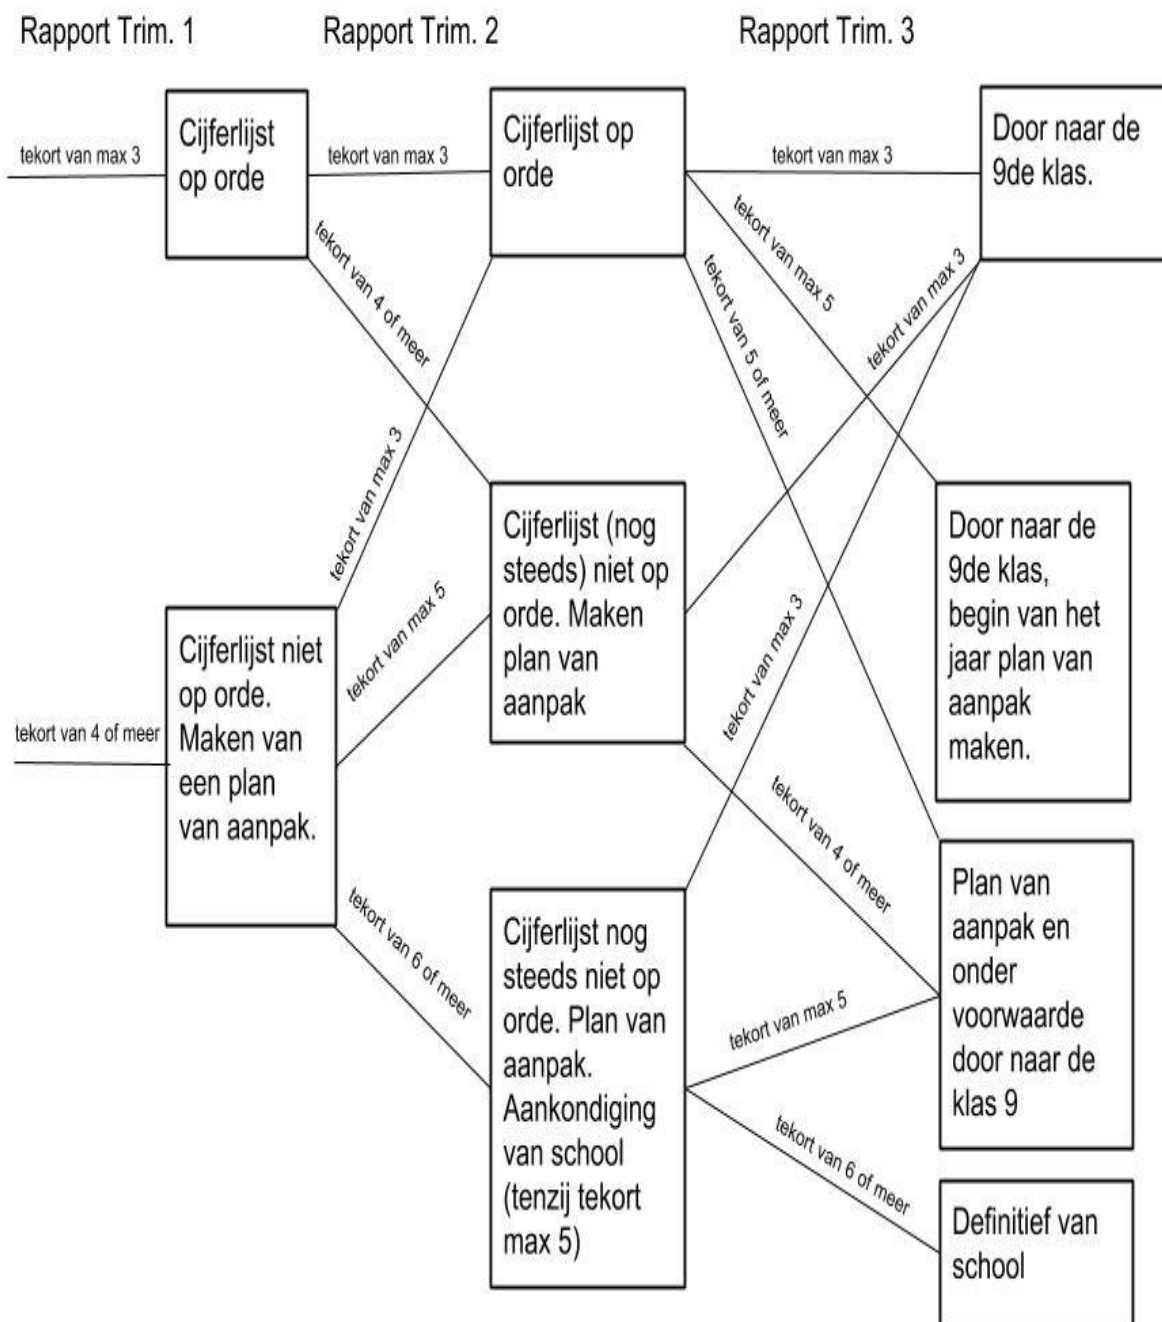 Rapport Trim. 1
Rapport Trim. 2
Rapport Trim. 3
tekort van max 3
Cijferlijst
op orde
tekort van max 3
Cijferlijst op
orde
tekort van max 3
Door naar de
9de klas.
tekort van 4 of meer
tekort van max 3
tekort van max 5
tekort van 5 of meer
tekort van max 3
tekort van 4 of meer
Cijferlijst niet
op orde.
Maken van
een plan
van aanpak.
tekort van max 5
Cijferlijst (nog
steeds) niet op
orde. Maken
plan van
aanpak
tekort van max 3
Door naar de
9de klas,
begin van het
jaar plan van
aanpak
maken.
tekort van 6 of meer
tekort van 4 of meer
Cijferlijst nog
steeds niet op
orde. Plan van
aanpak.
Aankondiging
van school
(tenzij tekort
max 5)
tekort van max 5
Plan van
aanpak en
onder
voorwaarde
door naar de
klas 9
tekort van 6 of meer
Definitief van
school